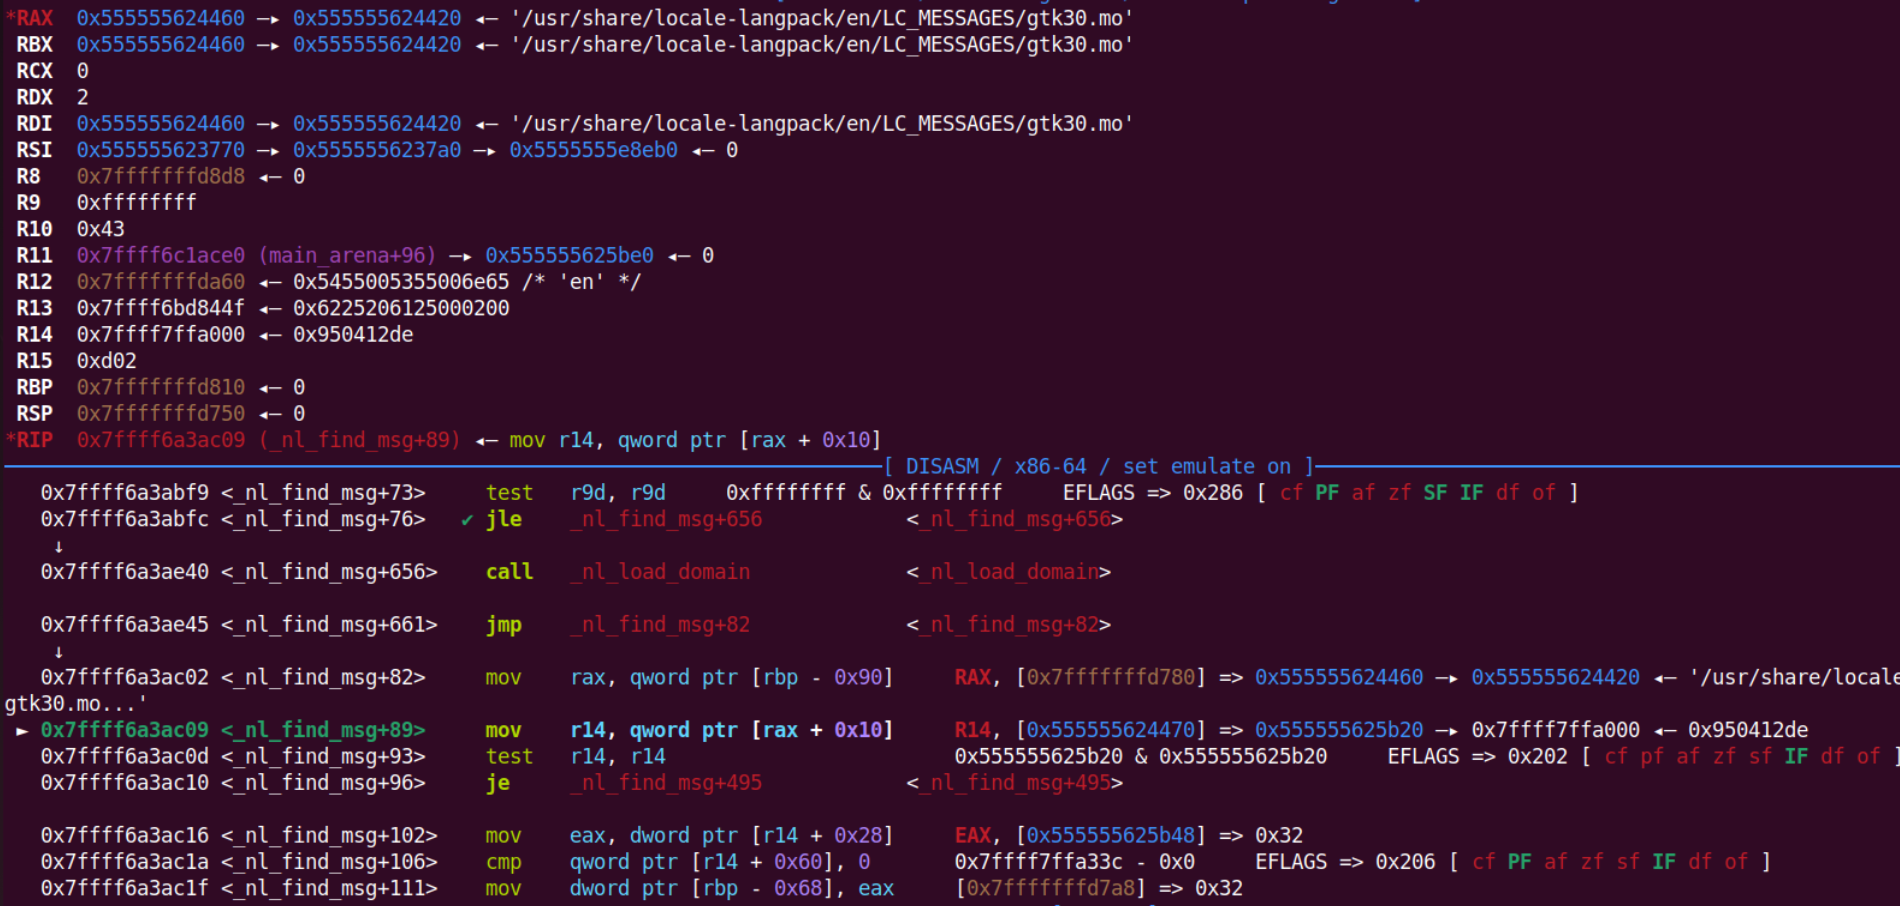 *RAX  0x555555624460 —▸ 0x555555624420 ◂— '/usr/share/locale-langpack/en/LC_MESSAGES/gtk30.mo'
RBX  0x555555624460 —▸ 0x555555624420 ◂— '/usr/share/locale-langpack/en/LC_MESSAGES/gtk30.mo'
RCX  0
RDX  2
RDI  0x555555624460 —▸ 0x555555624420 ◂— '/usr/share/locale-langpack/en/LC_MESSAGES/gtk30.mo'
RSI  0x555555623770 —▸ 0x5555556237a0 —▸ 0x5555555e8eb0 ◂— 0
R8   0x7fffffffd8d8 ◂— 0
R9   0xffffffff
R10  0x43
R11  0x7ffff6c1ace0 (main_arena+96) —▸ 0x555555625be0 ◂— 0
R12  0x7fffffffda60 ◂— 0x5455005355006e65 /* 'en' */
R13  0x7ffff6bd844f ◂— 0x6225206125000200
R14  0x7ffff7ffa000 ◂— 0x950412de
R15  0xd02
RBP  0x7fffffffd810 ◂— 0
RSP  0x7fffffffd750 ◂— 0
*RIP  0x7ffff6a3ac09 (_nl_find_msg+89) ◂— mov r14, qword ptr [rax + 0x10]
[ DISASM / x86-64 / set emulate on ]
0x7ffff6a3abf9 <_nl_find_msg+73>     test   r9d, r9d     0xffffffff & 0xffffffff     EFLAGS => 0x286 [ cf PF af zf SF IF df of ]
0x7ffff6a3abfc <_nl_find_msg+76>   ✔ jle    _nl_find_msg+656            <_nl_find_msg+656>
↓
0x7ffff6a3ae40 <_nl_find_msg+656>    call   _nl_load_domain             <_nl_load_domain>
0x7ffff6a3ae45 <_nl_find_msg+661>    jmp    _nl_find_msg+82             <_nl_find_msg+82>
↓
0x7ffff6a3ac02 <_nl_find_msg+82>     mov    rax, qword ptr [rbp - 0x90]     RAX, [0x7fffffffd780] => 0x555555624460 —▸ 0x555555624420 ◂— '/usr/share/locale
gtk30.mo...'
► 0x7ffff6a3ac09 <_nl_find_msg+89>     mov    r14, qword ptr [rax + 0x10]     R14, [0x555555624470] => 0x555555625b20 —▸ 0x7ffff7ffa000 ◂— 0x950412de
0x7ffff6a3ac0d <_nl_find_msg+93>     test   r14, r14                        0x555555625b20 & 0x555555625b20     EFLAGS => 0x202 [ cf pf af zf sf IF df of ]
0x7ffff6a3ac10 <_nl_find_msg+96>     je     _nl_find_msg+495            <_nl_find_msg+495>
0x7ffff6a3ac16 <_nl_find_msg+102>    mov    eax, dword ptr [r14 + 0x28]     EAX, [0x555555625b48] => 0x32
0x7ffff6a3ac1a <_nl_find_msg+106>    cmp    qword ptr [r14 + 0x60], 0       0x7ffff7ffa33c - 0x0     EFLAGS => 0x206 [ cf PF af zf sf IF df of ]
0x7ffff6a3ac1f <_nl_find_msg+111>    mov    dword ptr [rbp - 0x68], eax     [0x7fffffffd7a8] => 0x32